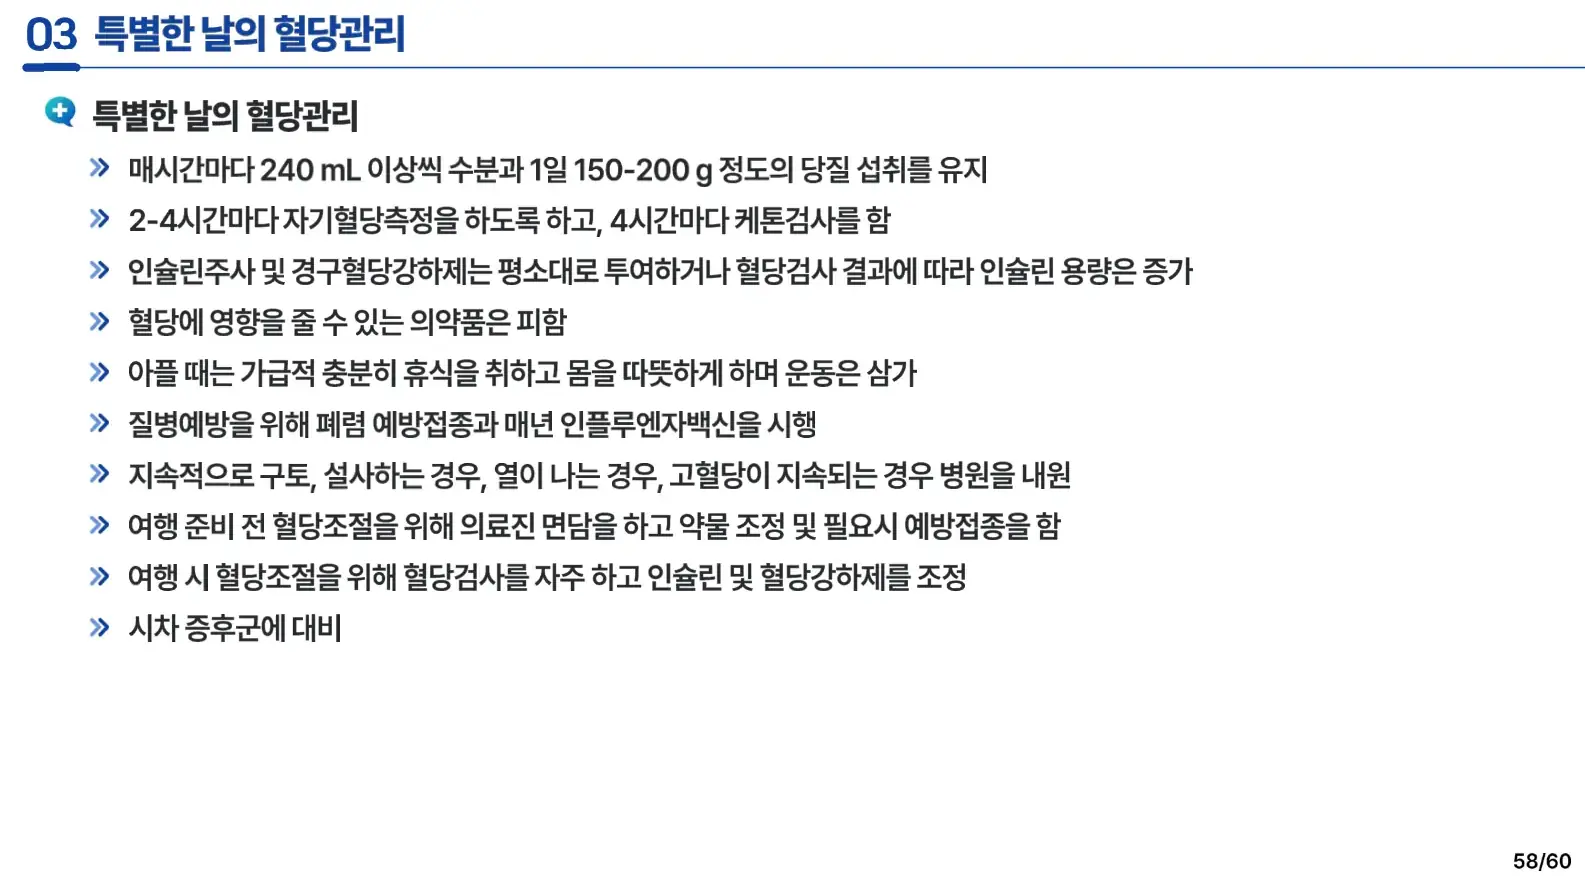 03 특별한 날의 혈당관리
특별한 날의 혈당관리
매시간마다 240 mL 이상씩 수분과 1일 150-200 g 정도의 당질 섭취를 유지
2-4시간마다 자기혈당측정을 하도록 하고, 4시간마다 케톤검사를 함
인슐린주사 및 경구혈당강하제는 평소대로 투여하거나 혈당검사 결과에 따라 인슐린 용량은 증가
혈당에 영향을 줄 수 있는 의약품은 피함
아플 때는 가급적 충분히 휴식을 취하고 몸을 따뜻하게 하며 운동은 삼가
질병예방을 위해 폐렴 예방접종과 매년 인플루엔자백신을 시행
지속적으로 구토, 설사하는 경우, 열이 나는 경우, 고혈당이 지속되는 경우 병원을 내원
여행 준비 전 혈당조절을 위해 의료진 면담을 하고 약물 조정 및 필요시 예방접종을 함
여행 시 혈당조절을 위해 혈당검사를 자주 하고 인슐린 및 혈당강하제를 조정
시차 증후군에 대비
58/60